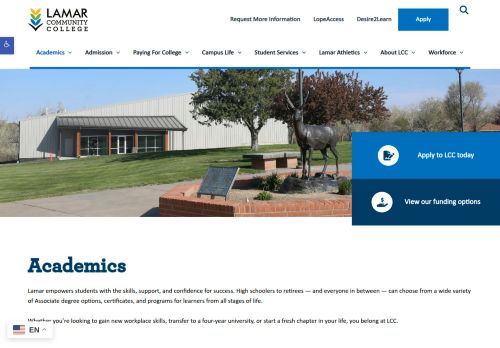 LAMAR
COMMUNITY
COLLEGE
Request More Information LopeAccess Desire2Learn Apply
Academics Admission Paying For College Campus Life Student Services Lamar Athletics About LCC Workforce
Apply to LCC today
View our funding options
Academics
Lamar empowers students with the skills, support, and confidence for success. High schoolers to retirees — and everyone in between — can choose from a wide variety
of Associate degree options, certificates, and programs for learners from all stages of life.
Whether you're looking to gain new workplace skills, transfer to a four-year university, or start a fresh chapter in your life, you belong at LCC.
EN